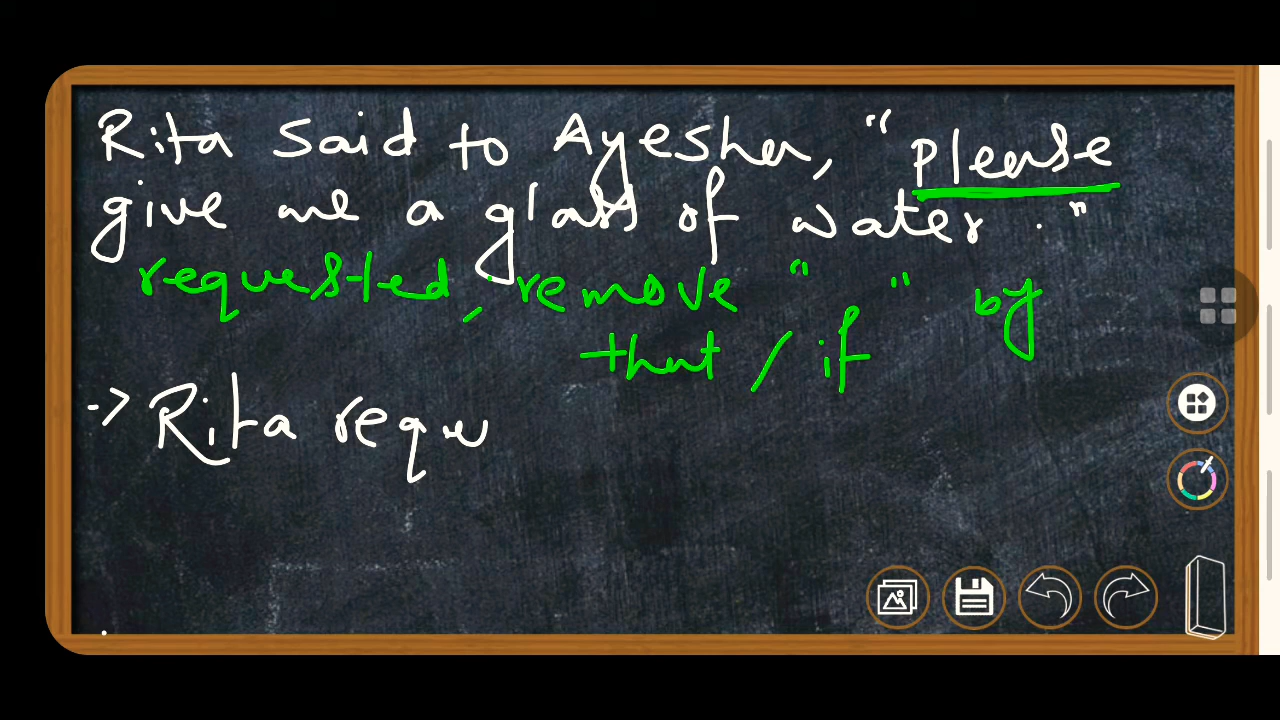 Rita said to Ayesha, "please
give me a glass of water."
requested, remove " " by
that / if
-> Rita requ